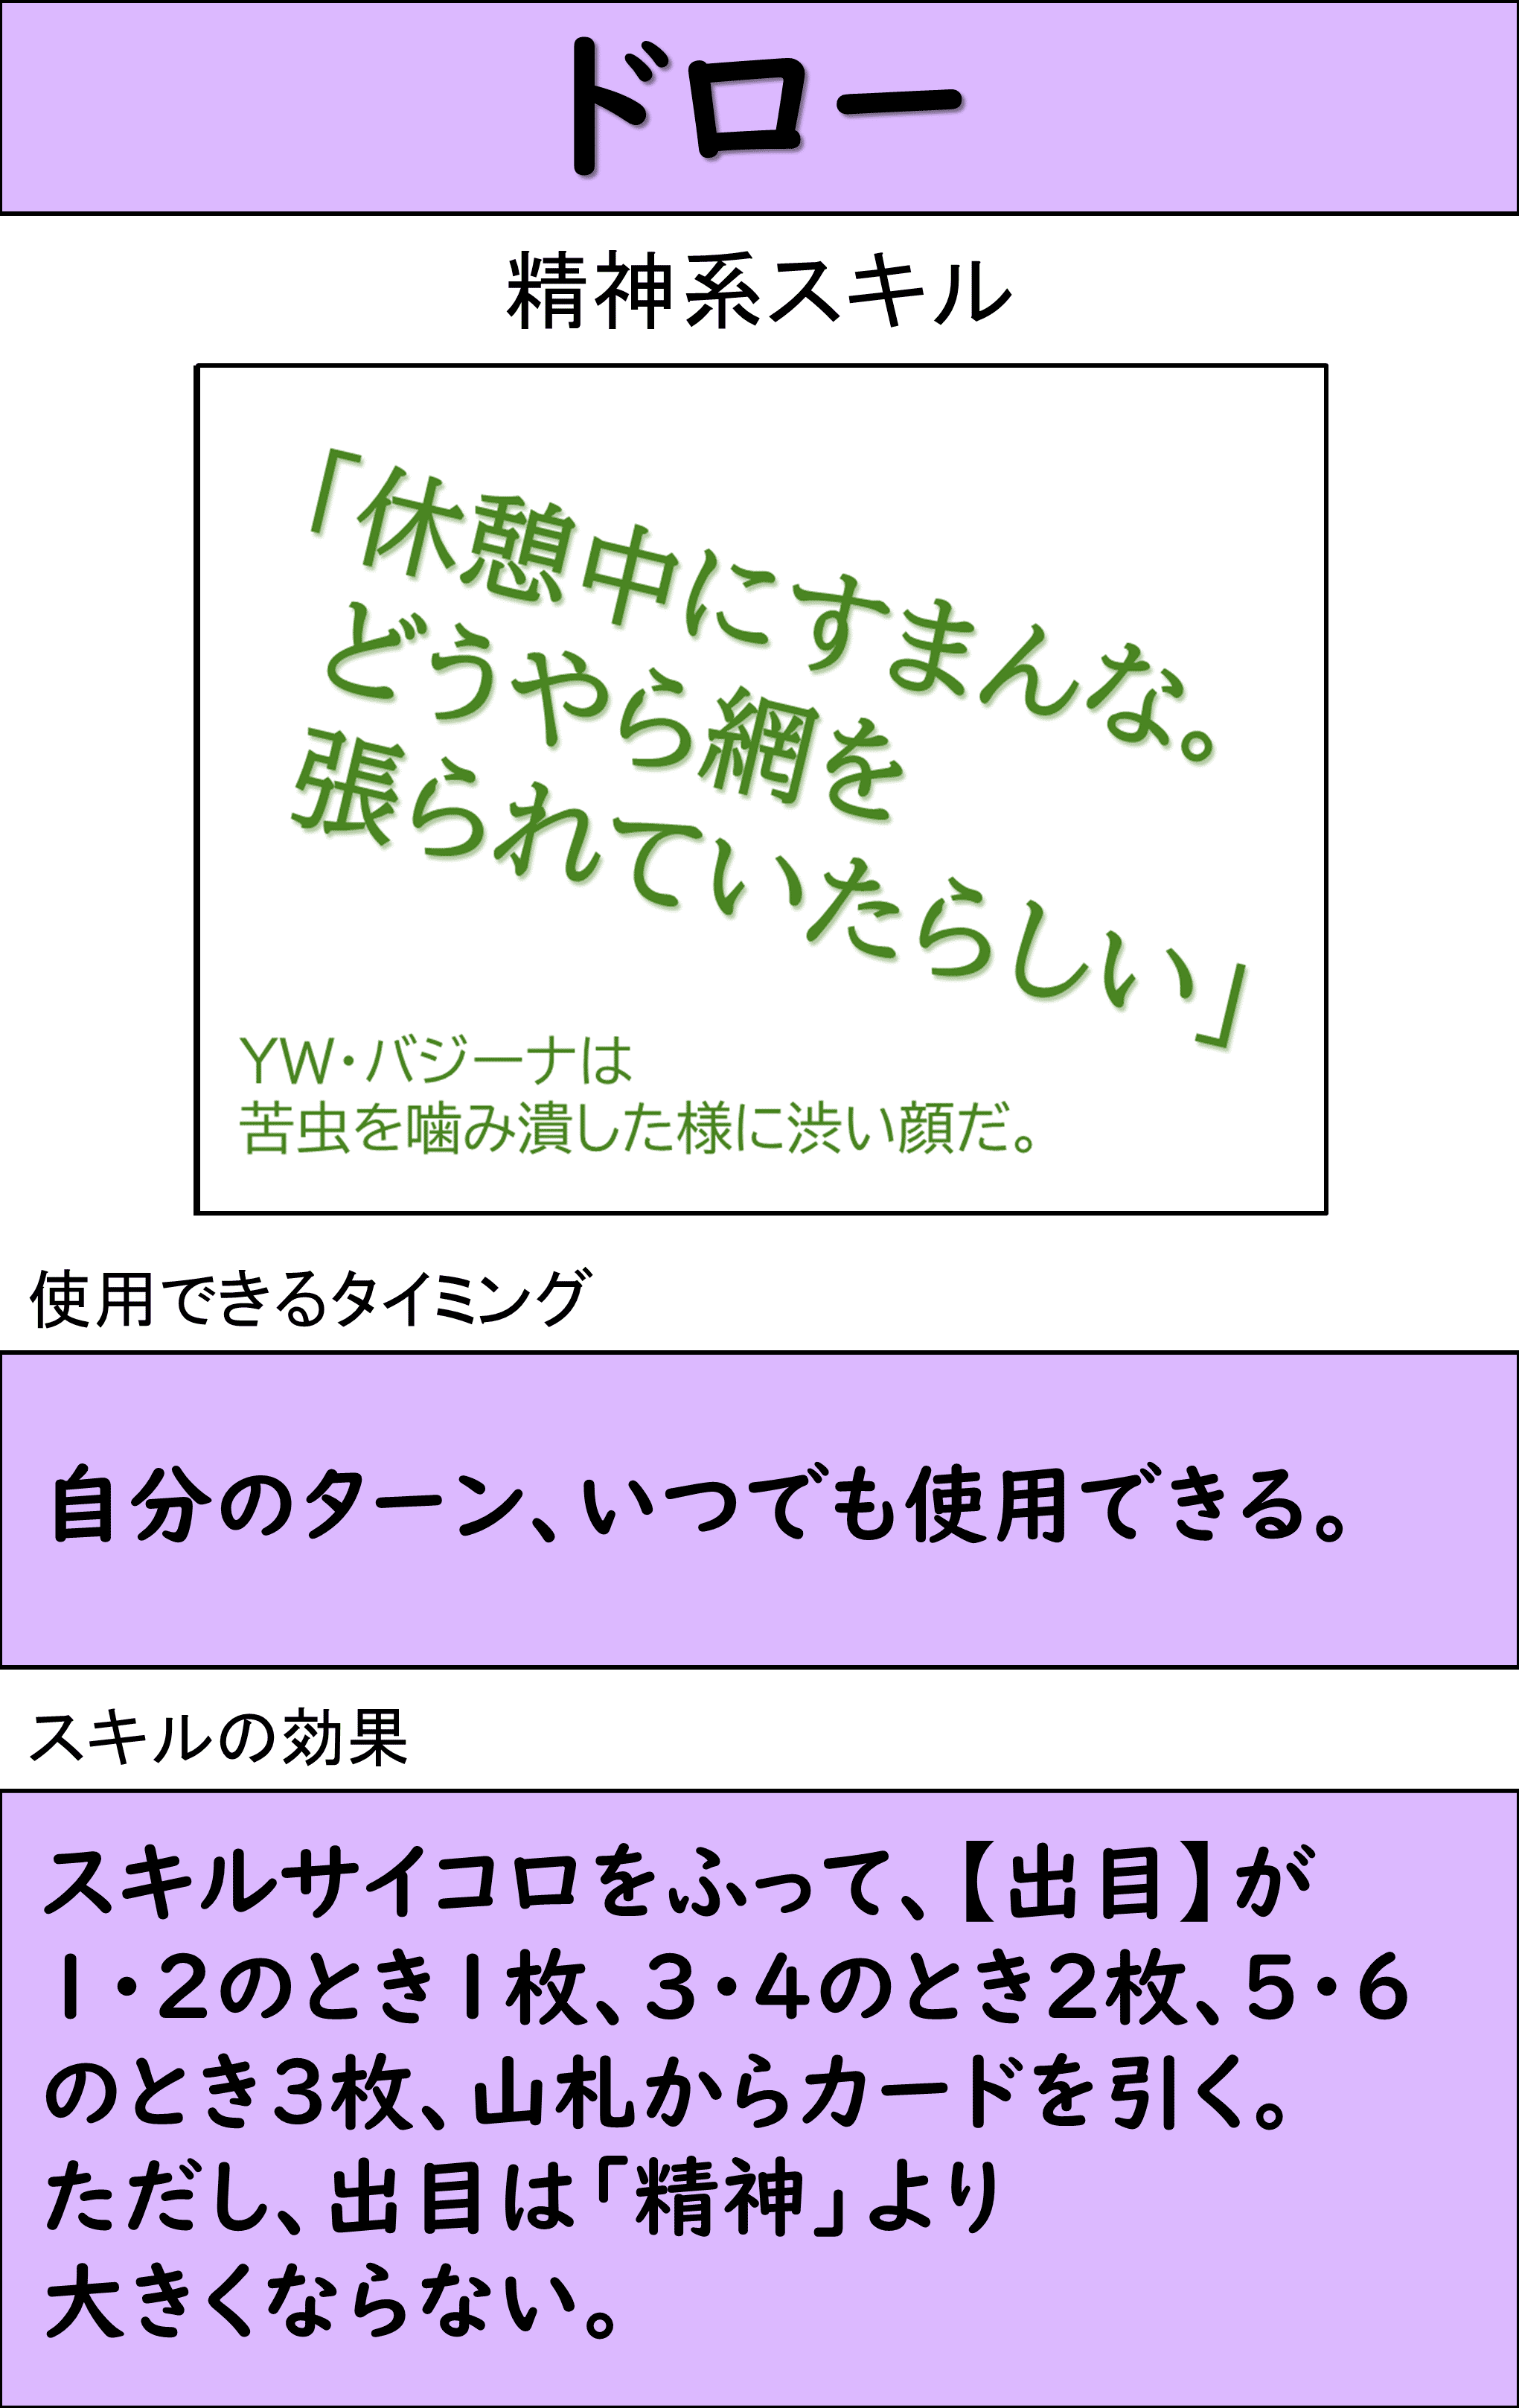 ドロー
精神系スキル
「休憩中にすまんな。
どうやら網を
張られていたらしい」
YW・バジーナは
苦虫を噛み潰した様に渋い顔だ。
使用できるタイミング
自分のターン、いつでも使用できる。
スキルの効果
スキルサイコロをふって、【出目】が
1・2のとき1枚、3・4のとき2枚、5・6
のとき3枚、山札からカードを引く。
ただし、出目は「精神」より
大きくならない。